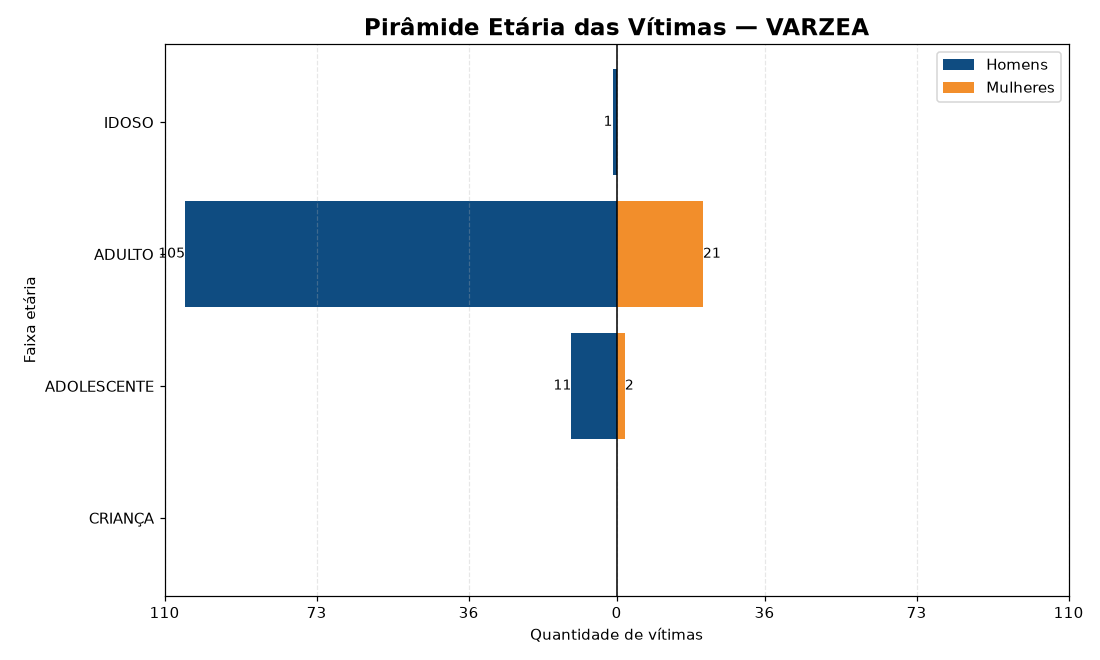 Pirâmide Etária das Vítimas — VARZEA
Homens
Mulheres
Faixa etária
IDOSO
1
ADULTO
105
21
ADOLESCENTE
11
2
CRIANÇA
110 73 36 0 36 73 110
Quantidade de vítimas